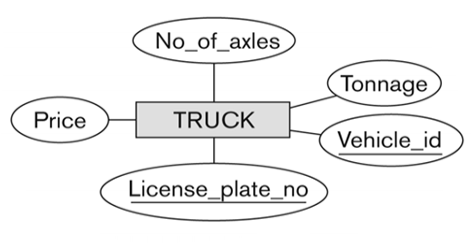 No_of_axles
Tonnage
Price
TRUCK
Vehicle_id
License_plate_no